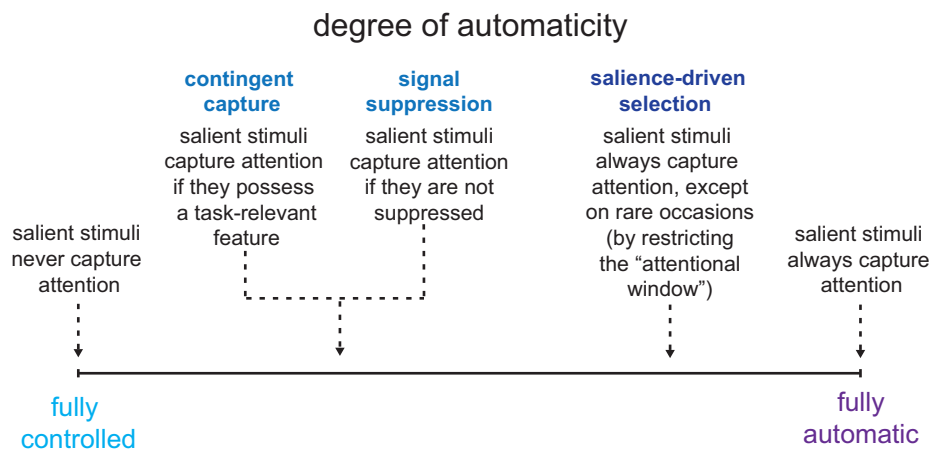 degree of automaticity
contingent
capture
salient stimuli
capture attention
if they possess
a task-relevant
feature
signal
suppression
salient stimuli
capture attention
if they are not
suppressed
salience-driven
selection
salient stimuli
always capture
attention, except
on rare occasions
(by restricting
the “attentional
window”)
salient stimuli
never capture
attention
salient stimuli
always capture
attention
fully
controlled
fully
automatic